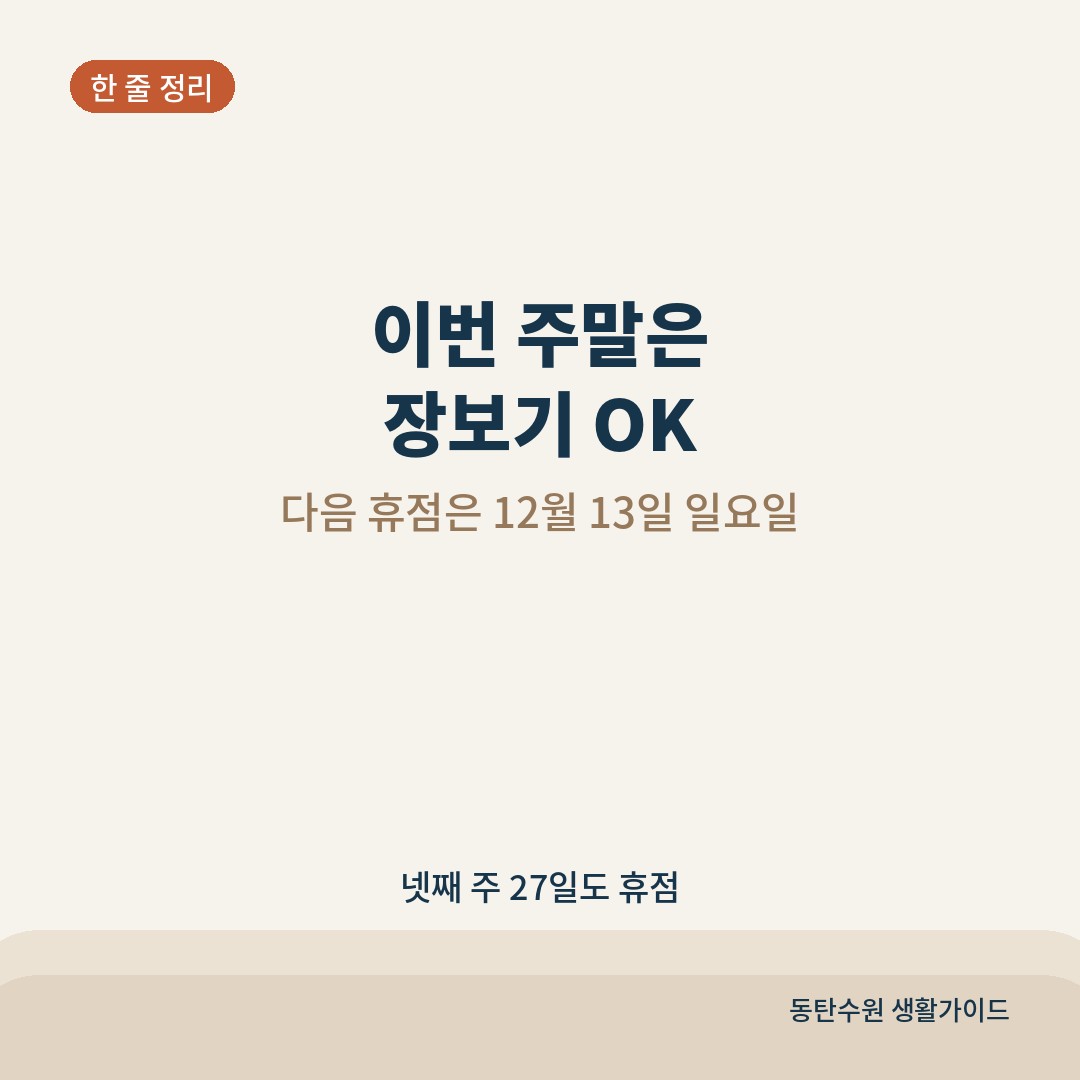 한 줄 정리
이번 주말은
장보기 OK
다음 휴점은 12월 13일 일요일
넷째 주 27일도 휴점
동탄수원 생활가이드